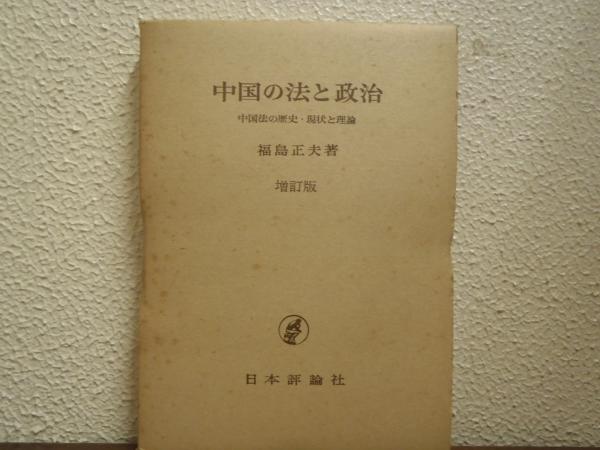 中国の法と政治
中国法の歴史・現状と理論
福島正夫著
増訂版
日本評論社